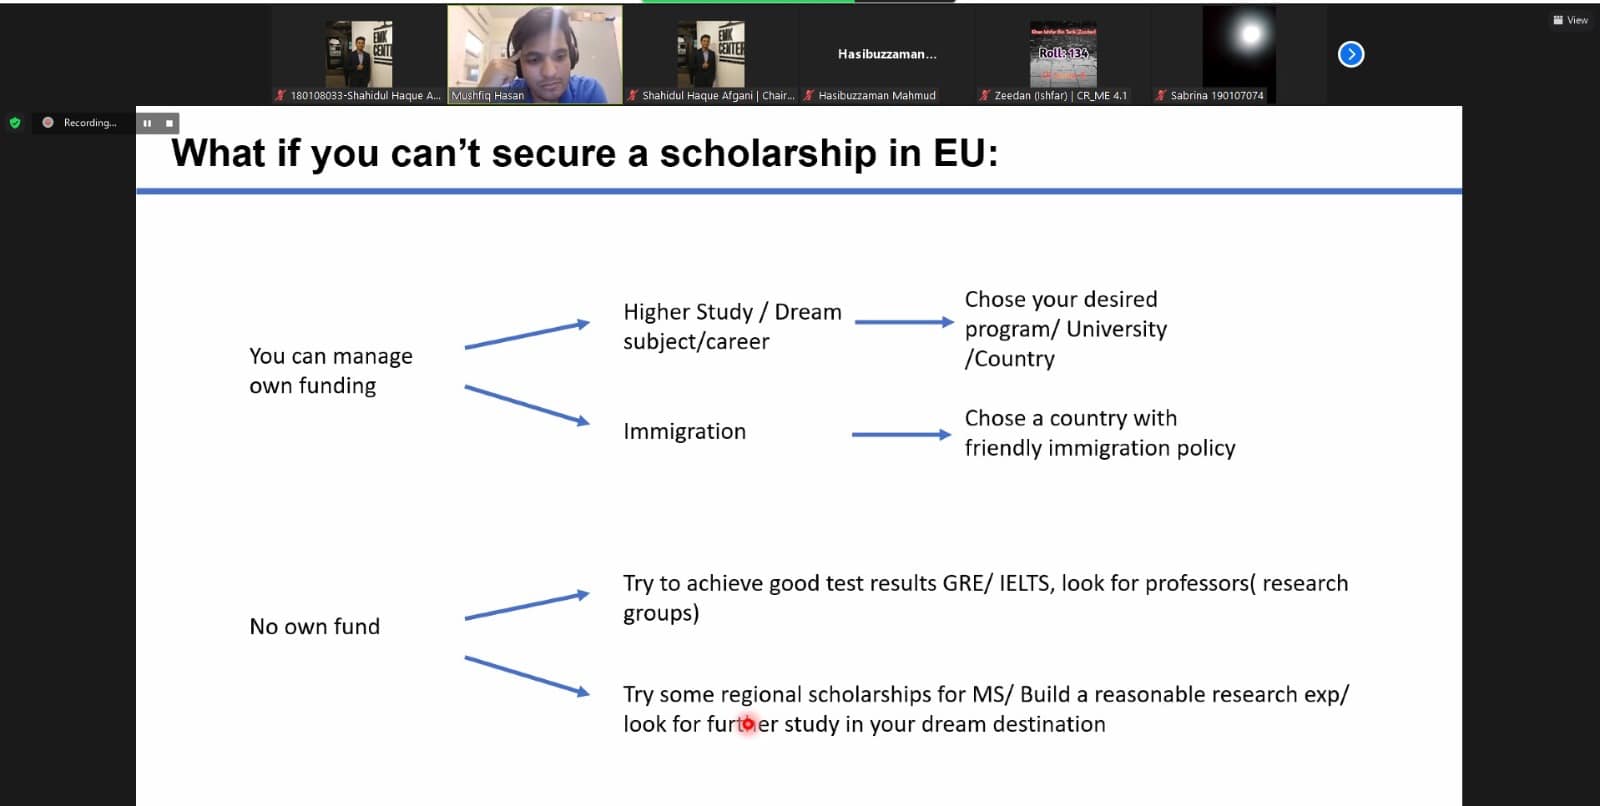 View
EMK
CENT
EMK
CENTER
Hasibuzzaman...
Roll: 134
180108033-Shahidul Haque A...
Mushfiq Hasan
Shahidul Haque Afgani | Chair...
Hasibuzzaman Mahmud
Zeedan (Ishfar) | CR_ME 4.1
Sabrina 190107074
Recording...
What if you can’t secure a scholarship in EU:
You can manage
own funding
Higher Study / Dream
subject/career
Chose your desired
program/ University
/Country
Immigration
Chose a country with
friendly immigration policy
No own fund
Try to achieve good test results GRE/ IELTS, look for professors( research
groups)
Try some regional scholarships for MS/ Build a reasonable research exp/
look for further study in your dream destination